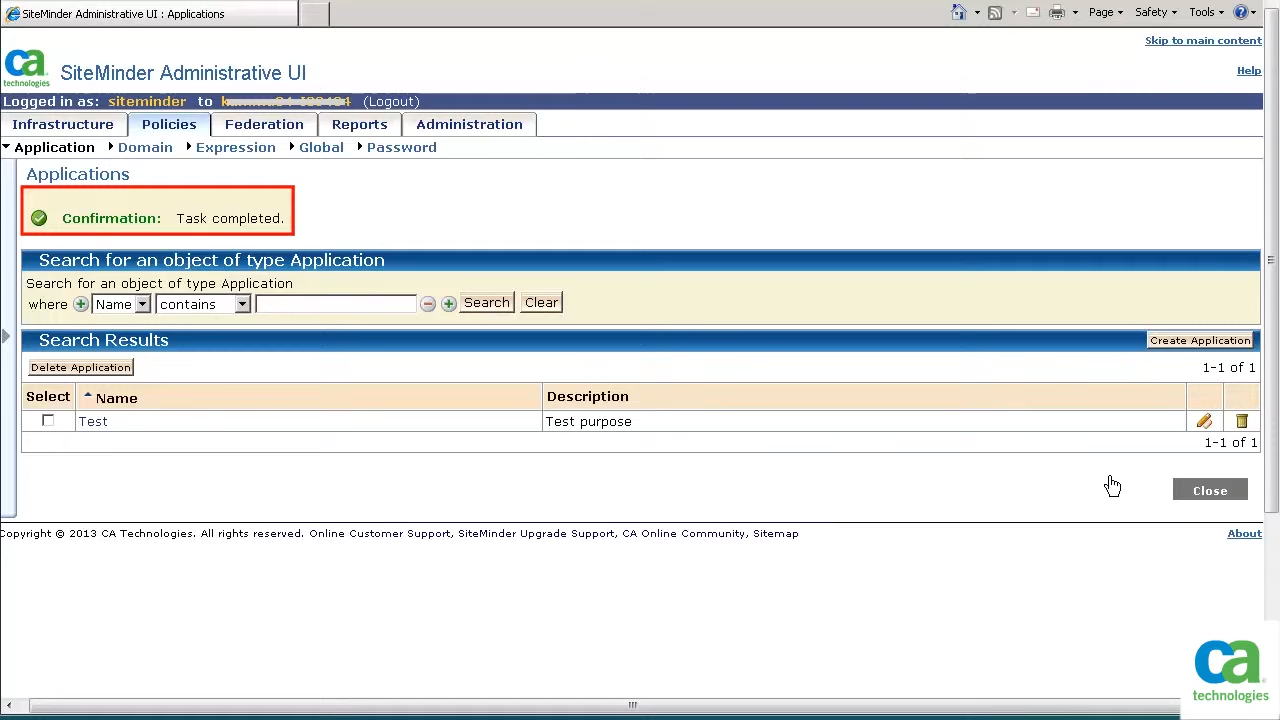 SiteMinder Administrative UI : Applications
Page Safety Tools
Skip to main content
ca
technologies
SiteMinder Administrative UI
Help
Logged in as: siteminder to (Logout)
Infrastructure Policies Federation Reports Administration
Application Domain Expression Global Password
Applications
Confirmation: Task completed.
Search for an object of type Application
Search for an object of type Application
where Name contains Search Clear
Search Results Create Application
Delete Application 1-1 of 1
Select Name Description
Test Test purpose
1-1 of 1
Close
Copyright © 2013 CA Technologies. All rights reserved. Online Customer Support, SiteMinder Upgrade Support, CA Online Community, Sitemap About
ca
technologies